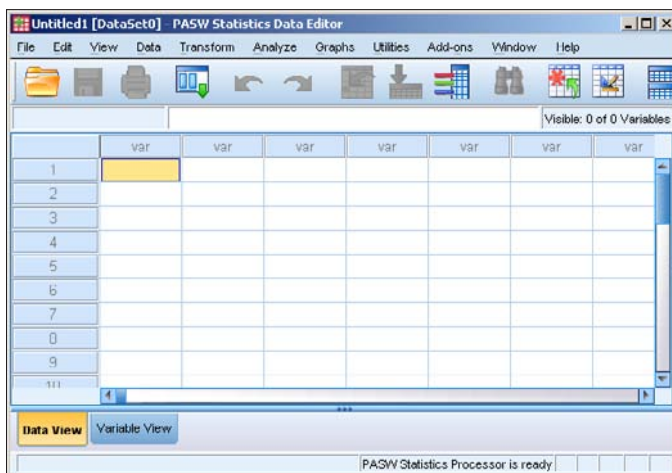 Untitled1 [DataSet0] - PASW Statistics Data Editor
File Edit View Data Transform Analyze Graphs Utilities Add-ons Window Help
Visible: 0 of 0 Variables
var var var var var var var
1
2
3
4
5
6
7
8
9
10
Data View Variable View
PASW Statistics Processor is ready